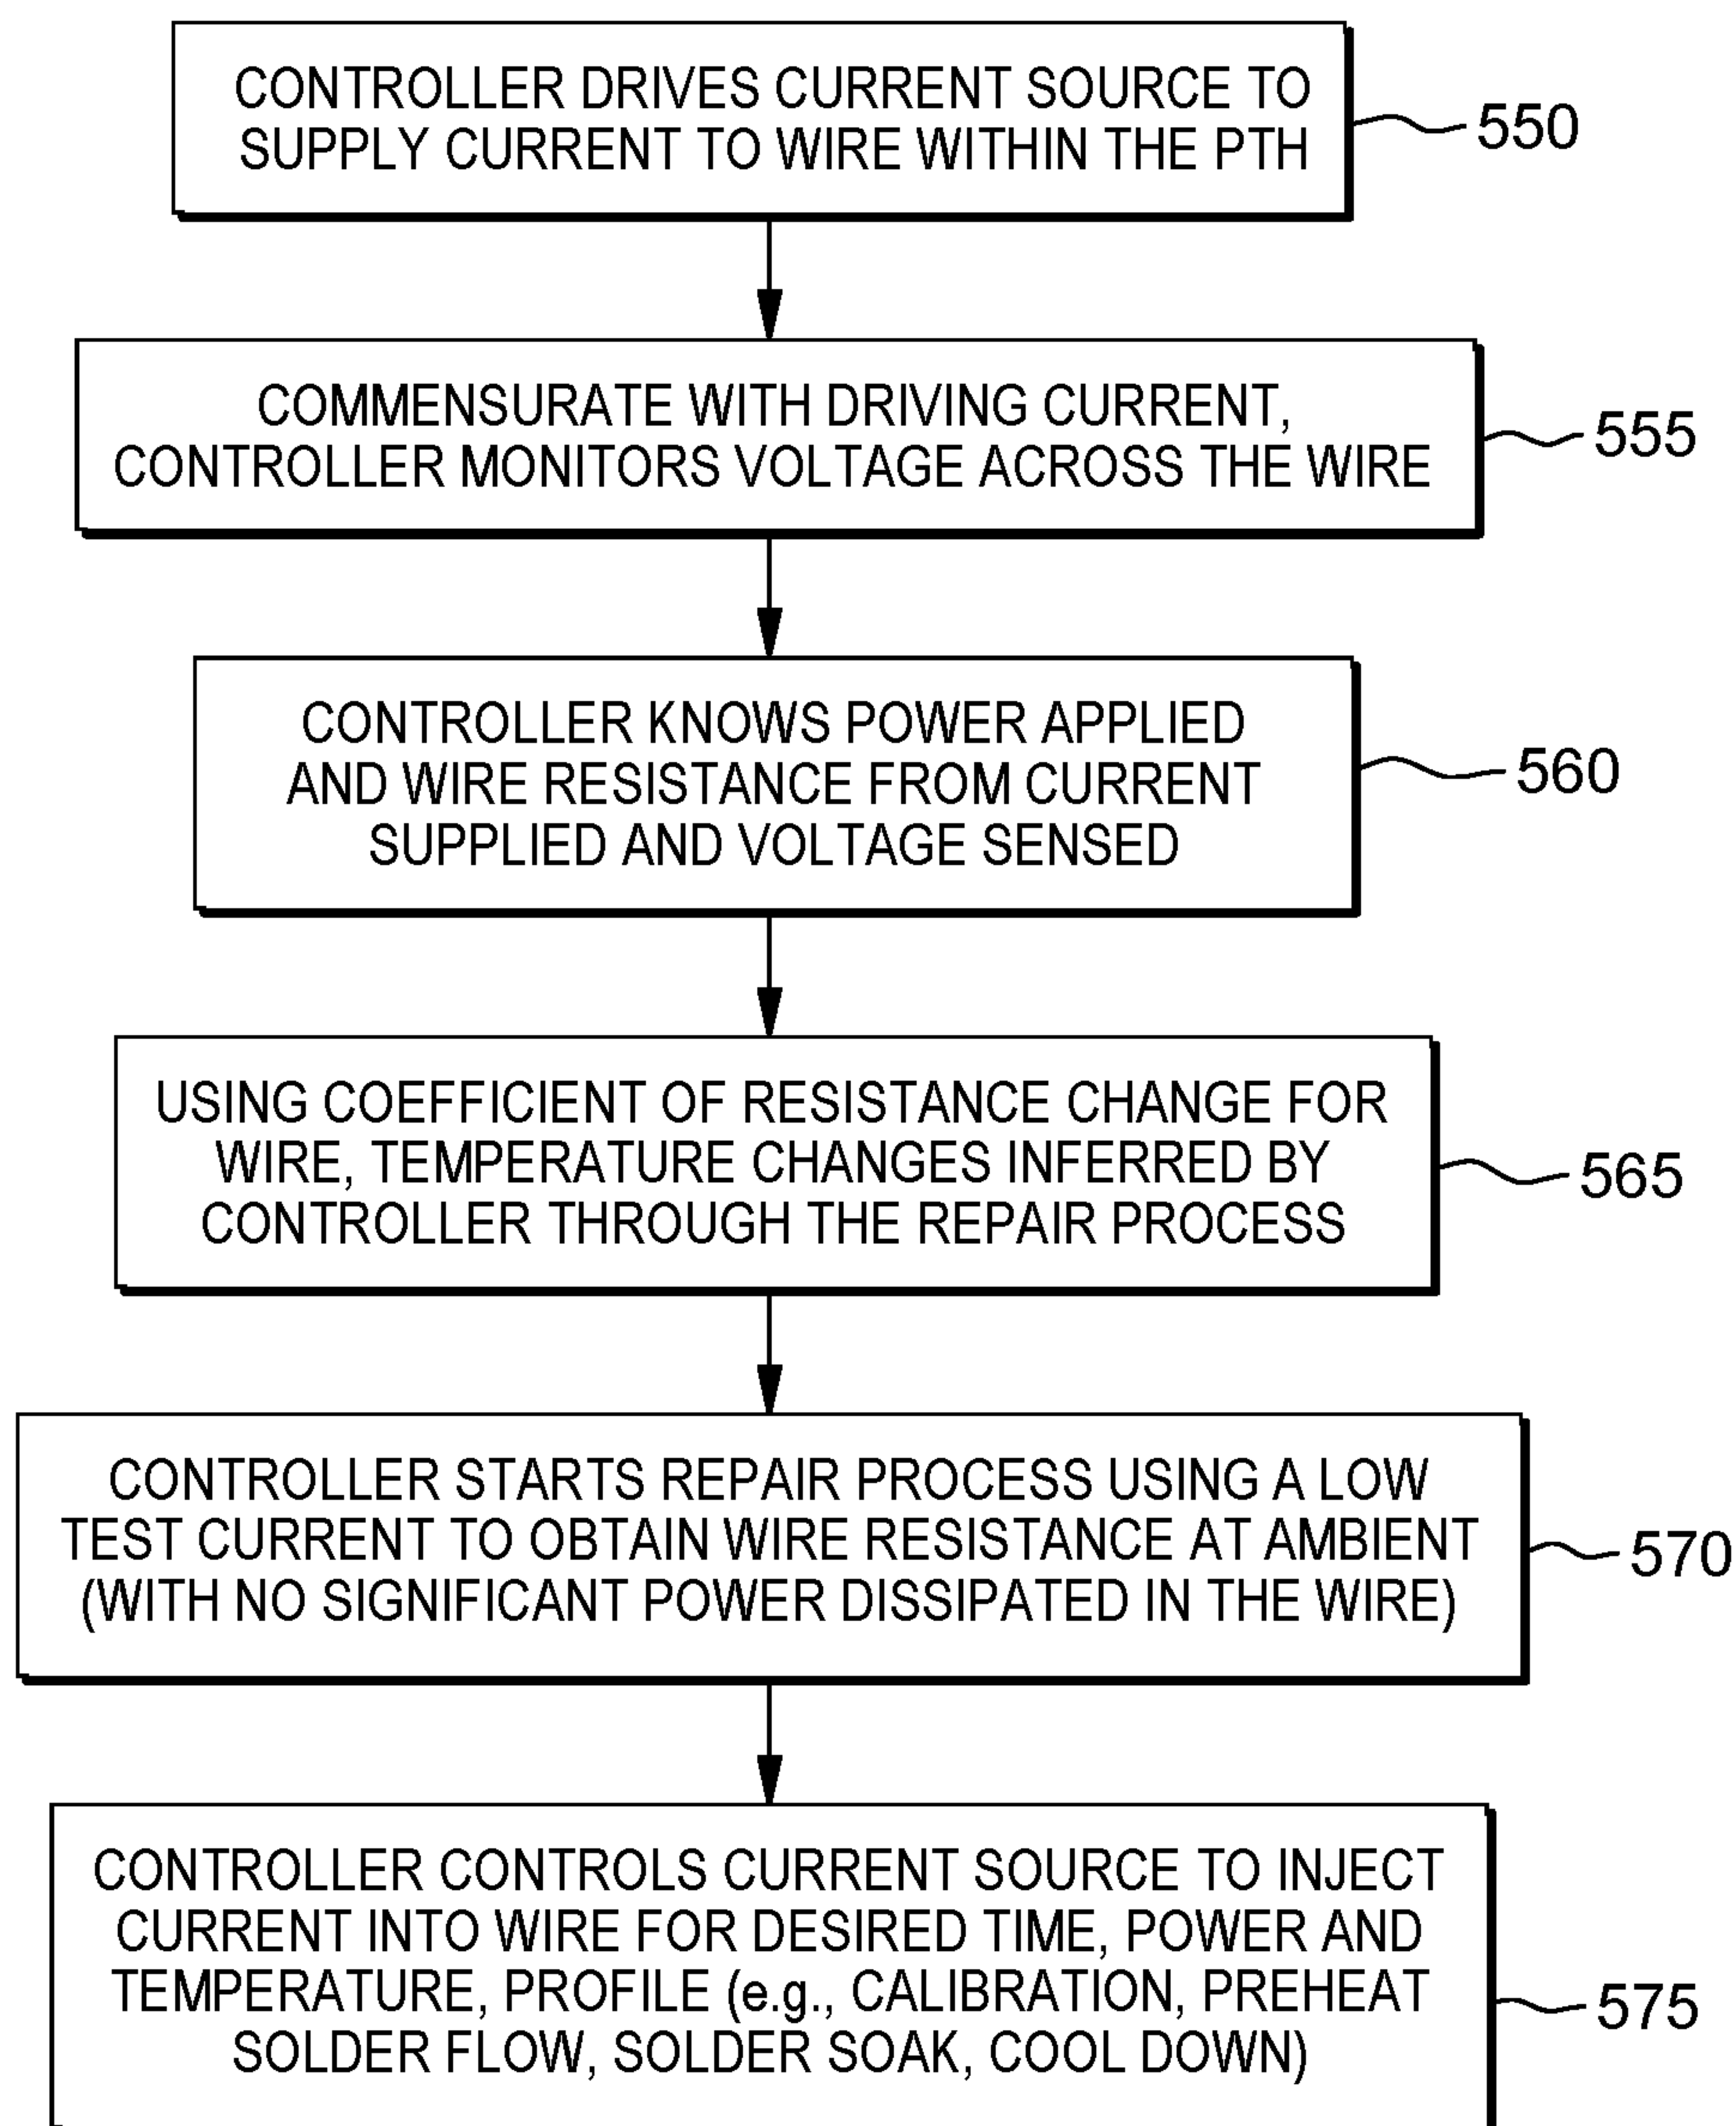 CONTROLLER DRIVES CURRENT SOURCE TO
SUPPLY CURRENT TO WIRE WITHIN THE PTH
550
COMMENSURATE WITH DRIVING CURRENT,
CONTROLLER MONITORS VOLTAGE ACROSS THE WIRE
555
CONTROLLER KNOWS POWER APPLIED
AND WIRE RESISTANCE FROM CURRENT
SUPPLIED AND VOLTAGE SENSED
560
USING COEFFICIENT OF RESISTANCE CHANGE FOR
WIRE, TEMPERATURE CHANGES INFERRED BY
CONTROLLER THROUGH THE REPAIR PROCESS
565
CONTROLLER STARTS REPAIR PROCESS USING A LOW
TEST CURRENT TO OBTAIN WIRE RESISTANCE AT AMBIENT
(WITH NO SIGNIFICANT POWER DISSIPATED IN THE WIRE)
570
CONTROLLER CONTROLS CURRENT SOURCE TO INJECT
CURRENT INTO WIRE FOR DESIRED TIME, POWER AND
TEMPERATURE, PROFILE (e.g., CALIBRATION, PREHEAT
SOLDER FLOW, SOLDER SOAK, COOL DOWN)
575